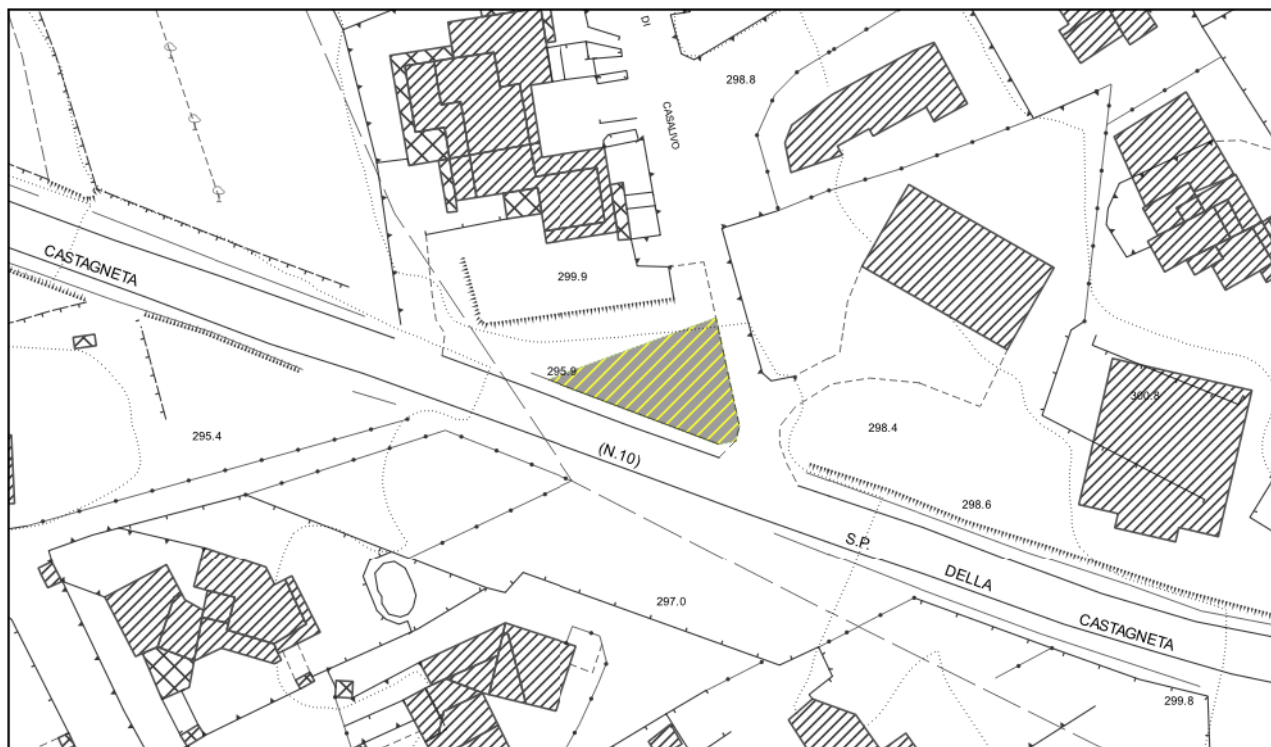 DI
298.8
CASALIVO
CASTAGNETA
299.9
295.9
300.8
295.4
298.4
(N.10)
298.6
S.P.
DELLA
297.0
CASTAGNETA
299.8